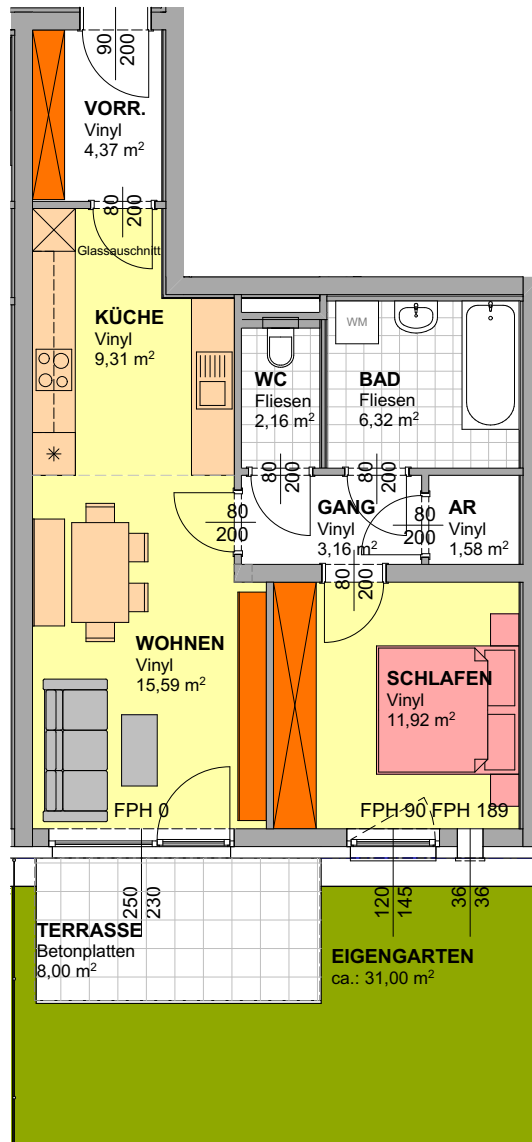 90
200
VORR.
Vinyl
4,37 m²
80
200
Glassauschnitt
KÜCHE
Vinyl
9,31 m²
WM
WC
Fliesen
2,16 m²
BAD
Fliesen
6,32 m²
80
200
80
200
80
200
GANG
Vinyl
3,16 m²
80
200
AR
Vinyl
1,58 m²
80
200
WOHNEN
Vinyl
15,59 m²
SCHLAFEN
Vinyl
11,92 m²
FPH 0
FPH 90 FPH 189
250
230
120
145
36
36
TERRASSE
Betonplatten
8,00 m²
EIGENGARTEN
ca.: 31,00 m²